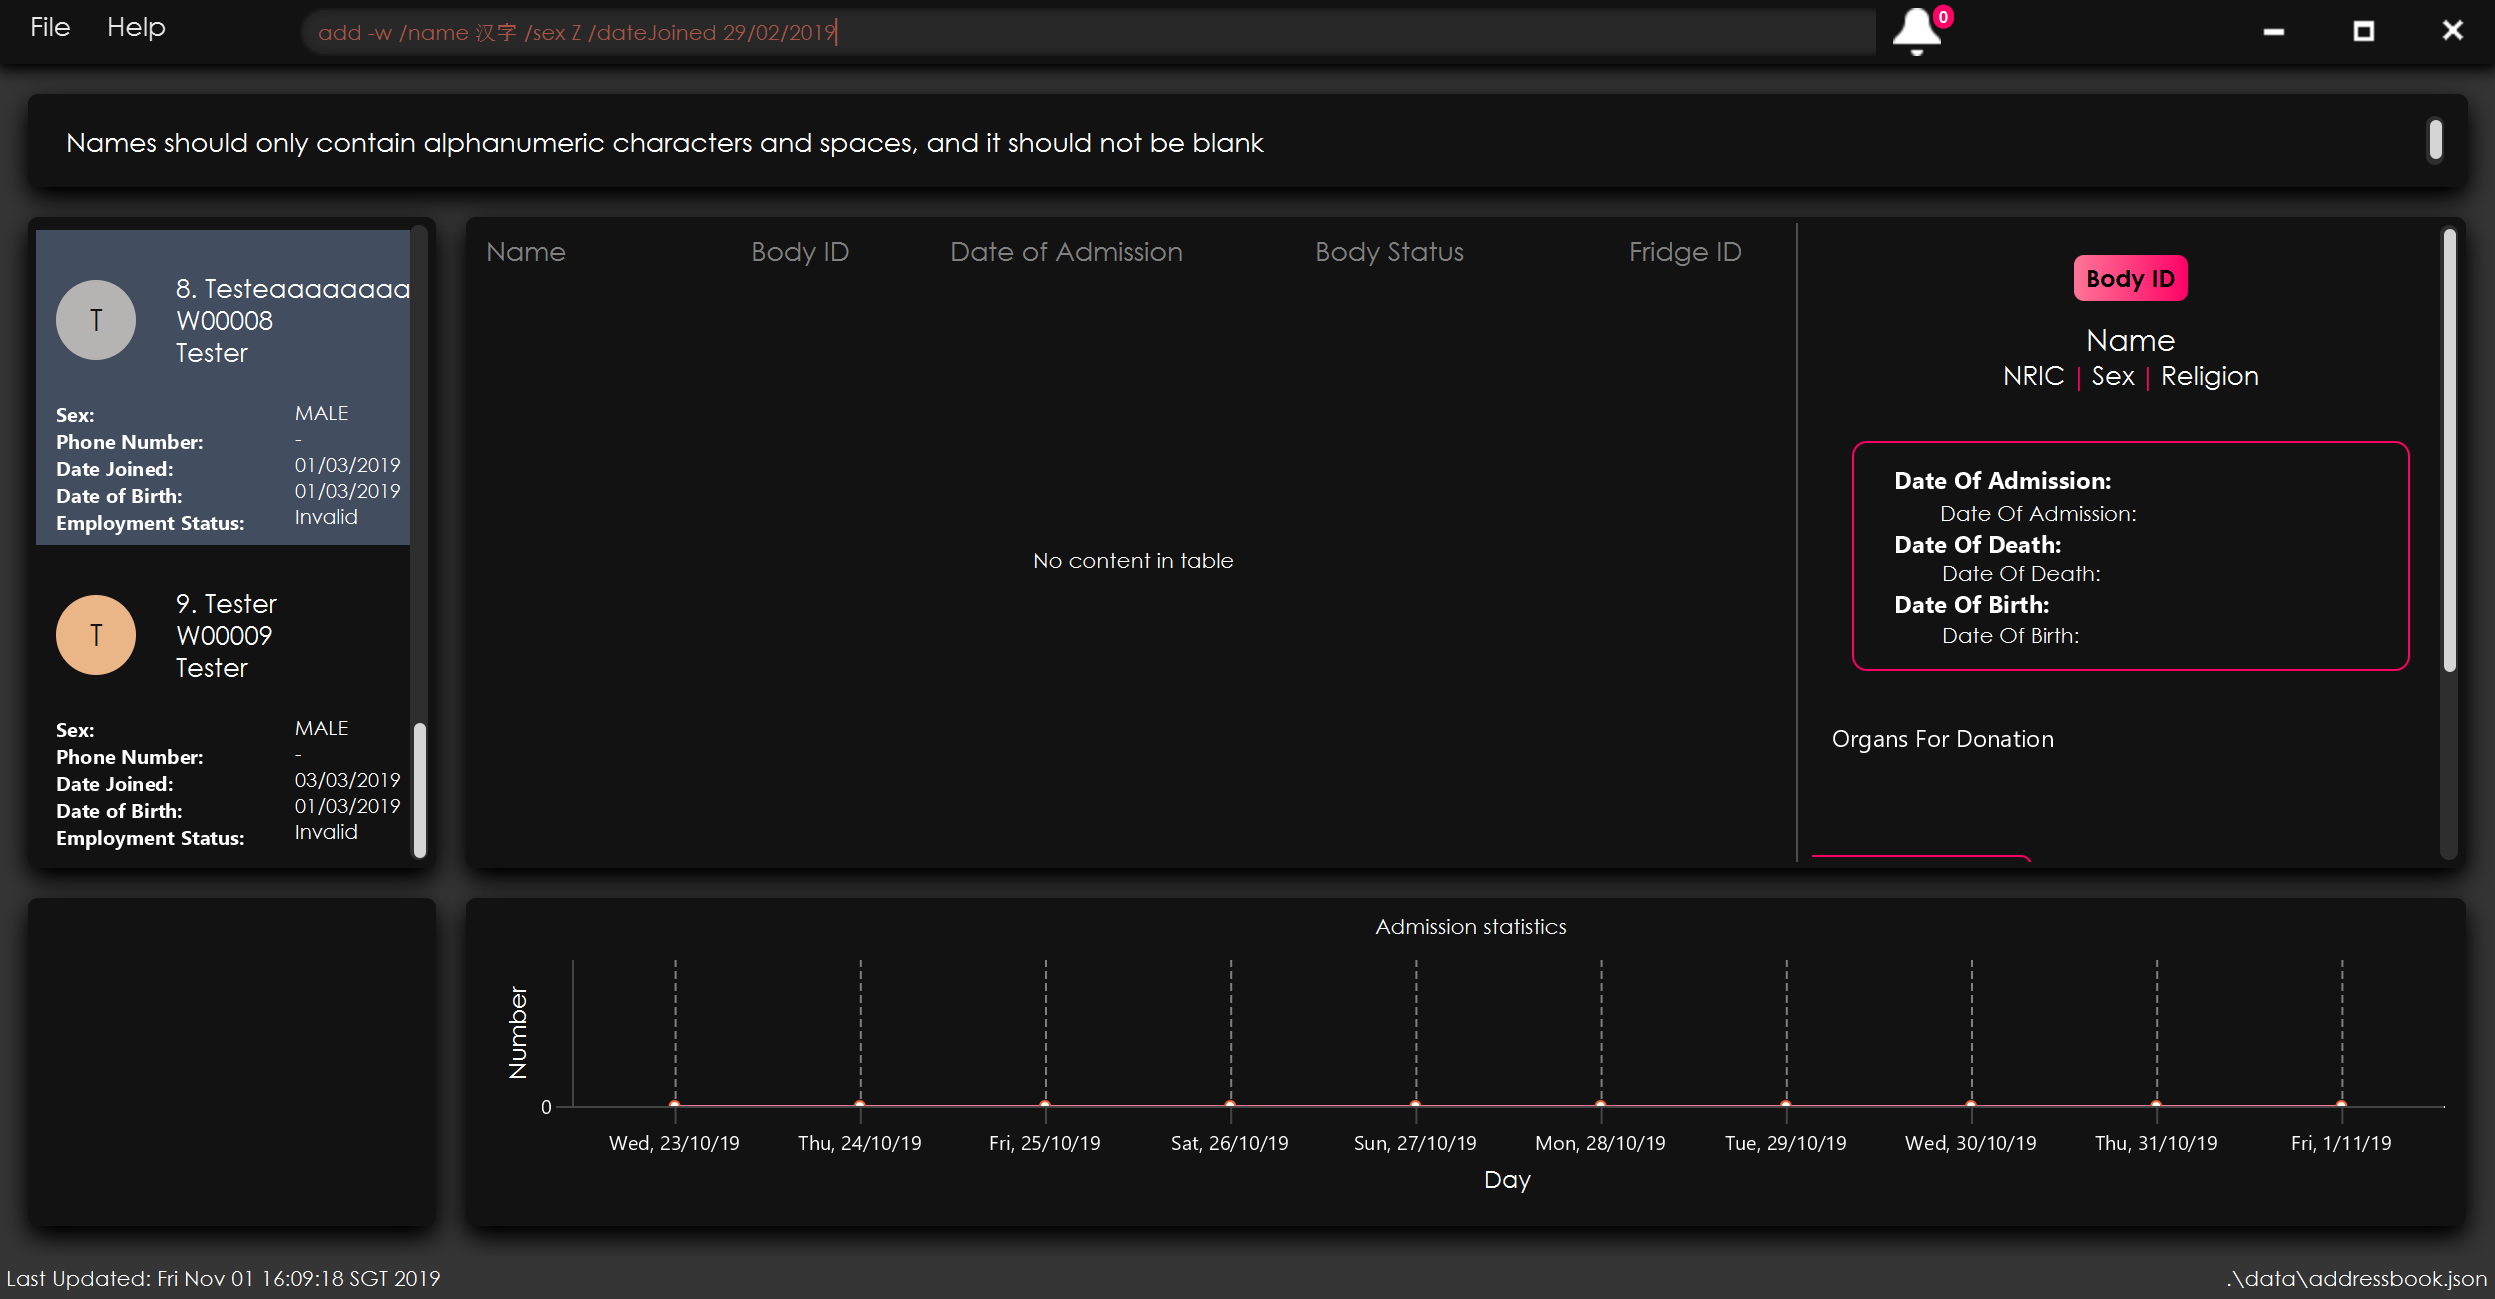 File Help
add -w /name 汉字 /sex Z /dateJoined 29/02/2019
0
Names should only contain alphanumeric characters and spaces, and it should not be blank
T
8. Testeaaaaaaaa
W00008
Tester
Sex: MALE
Phone Number: -
Date Joined: 01/03/2019
Date of Birth: 01/03/2019
Employment Status: Invalid
T
9. Tester
W00009
Tester
Sex: MALE
Phone Number: -
Date Joined: 03/03/2019
Date of Birth: 01/03/2019
Employment Status: Invalid
Name Body ID Date of Admission Body Status Fridge ID
No content in table
Body ID
Name
NRIC | Sex | Religion
Date Of Admission:
Date Of Admission:
Date Of Death:
Date Of Death:
Date Of Birth:
Date Of Birth:
Organs For Donation
Admission statistics
Number
0
Wed, 23/10/19 Thu, 24/10/19 Fri, 25/10/19 Sat, 26/10/19 Sun, 27/10/19 Mon, 28/10/19 Tue, 29/10/19 Wed, 30/10/19 Thu, 31/10/19 Fri, 1/11/19
Day
Last Updated: Fri Nov 01 16:09:18 SGT 2019
.\data\addressbook.json